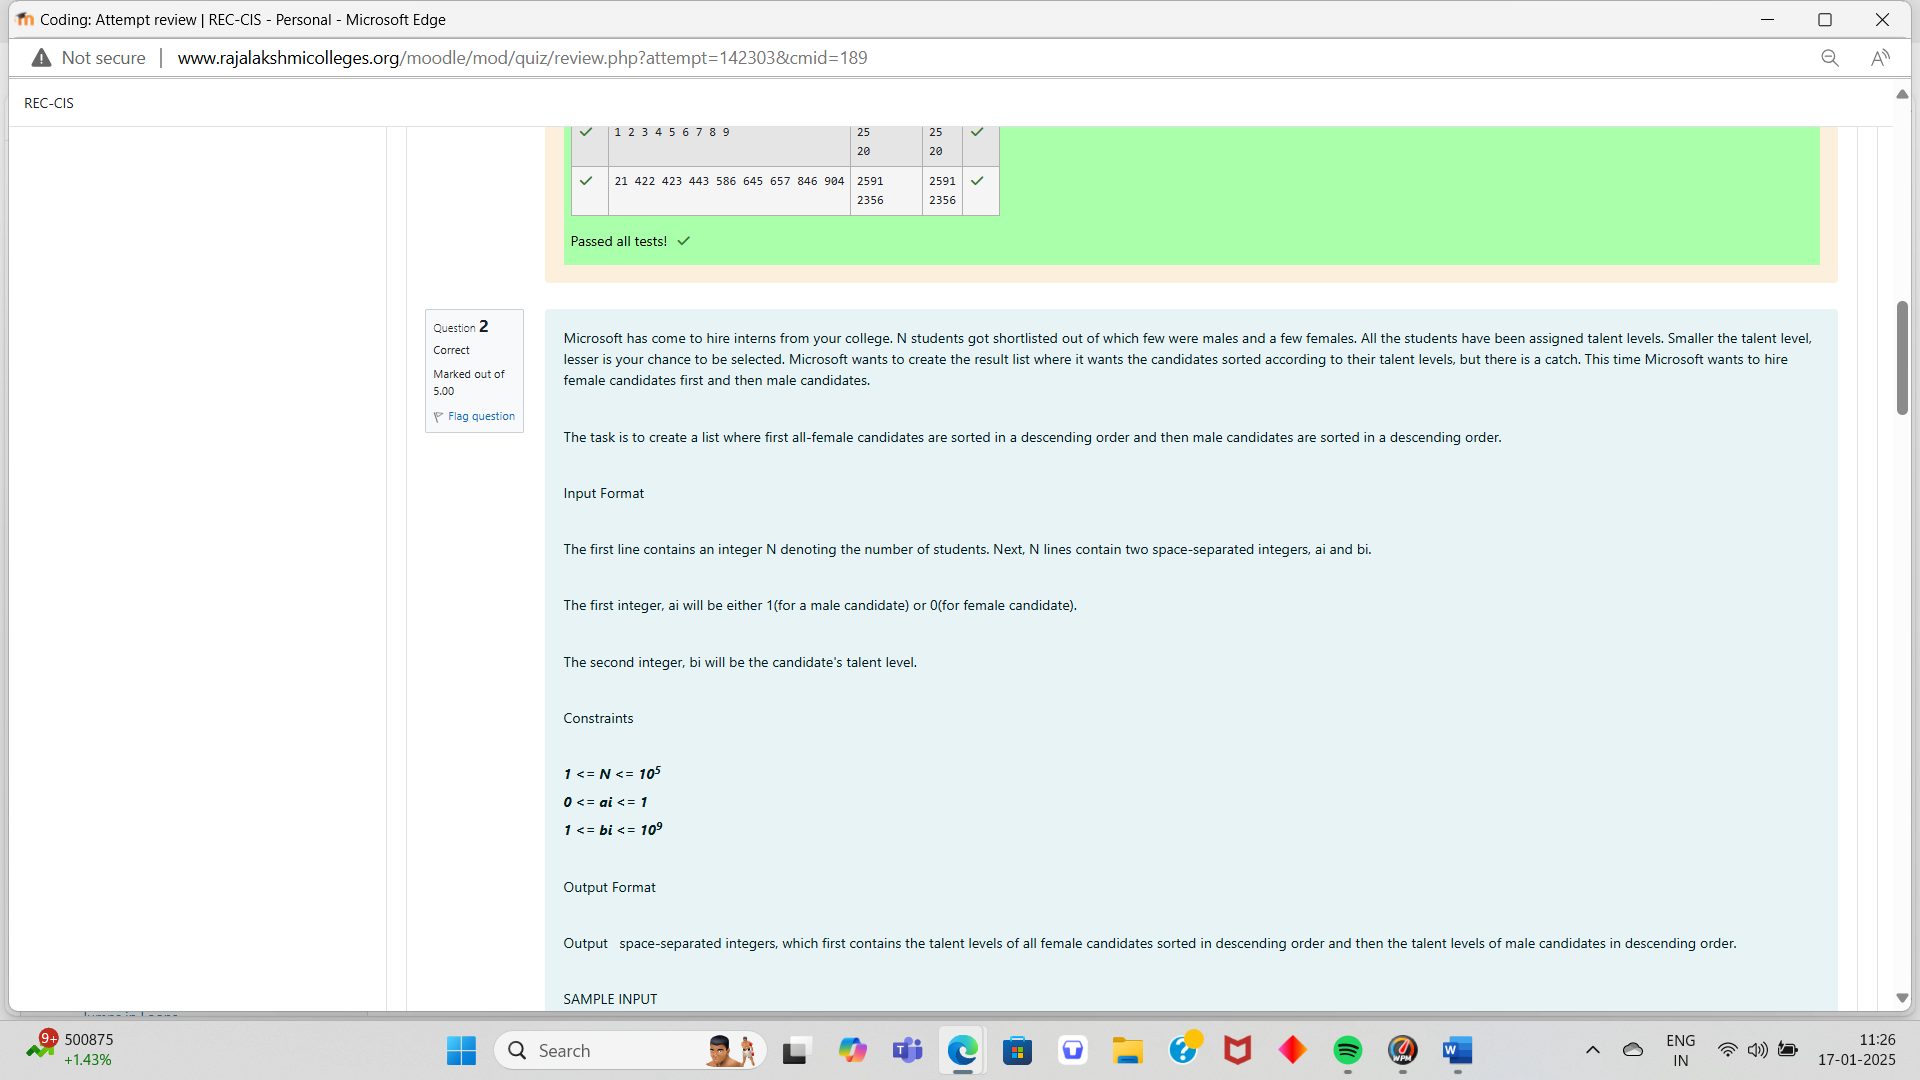 Coding: Attempt review | REC-CIS - Personal - Microsoft Edge
Not secure | www.rajalakshmicolleges.org/moodle/mod/quiz/review.php?attempt=142303&cmid=189
REC-CIS
1 2 3 4 5 6 7 8 9 25 25
20 20
21 422 423 443 586 645 657 846 904 2591 2591
2356 2356
Passed all tests!
Question 2
Correct
Marked out of
5.00
Flag question
Microsoft has come to hire interns from your college. N students got shortlisted out of which few were males and a few females. All the students have been assigned talent levels. Smaller the talent level,
lesser is your chance to be selected. Microsoft wants to create the result list where it wants the candidates sorted according to their talent levels, but there is a catch. This time Microsoft wants to hire
female candidates first and then male candidates.
The task is to create a list where first all-female candidates are sorted in a descending order and then male candidates are sorted in a descending order.
Input Format
The first line contains an integer N denoting the number of students. Next, N lines contain two space-separated integers, ai and bi.
The first integer, ai will be either 1(for a male candidate) or 0(for female candidate).
The second integer, bi will be the candidate's talent level.
Constraints
1 <= N <= 10⁵
0 <= ai <= 1
1 <= bi <= 10⁹
Output Format
Output space-separated integers, which first contains the talent levels of all female candidates sorted in descending order and then the talent levels of male candidates in descending order.
SAMPLE INPUT
9+
500875
+1.43%
Search
WPM
ENG
IN
11:26
17-01-2025